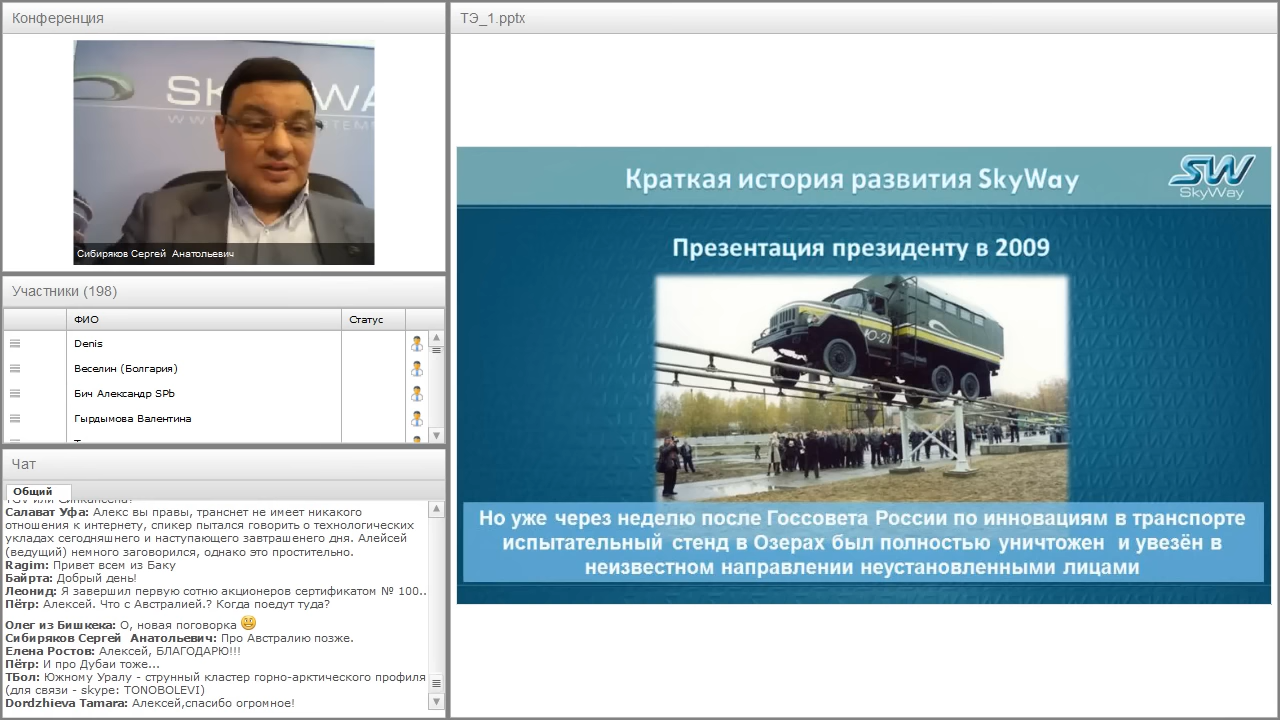 Конференция
SKYWA
Сибиряков Сергей Анатольевич
Участники (198)
ФИО
Статус
Denis
Веселин (Болгария)
Бич Александр SPb
Гырдымова Валентина
Чат
Общий
Салават Уфа: Алекс вы правы, транснет не имеет никакого
отношения к интернету, спикер пытался говорить о технологических
укладах сегодняшнего и наступающего завтрашенего дня. Алейсей
(ведущий) немного заговорился, однако это простительно.
Ragim: Привет всем из Баку
Байрта: Добрый день!
Леонид: Я завершил первую сотню акционеров сертификатом № 100..
Пётр: Алексей. Что с Австралией.? Когда поедут туда?
Олег из Бишкека: О, новая поговорка
Сибиряков Сергей Анатольевич: Про Австралию позже.
Елена Ростов: Алексей, БЛАГОДАРЮ!!!
Пётр: И про Дубаи тоже...
ТБол: Южному Уралу - струнный кластер горно-арктического профиля
(для связи - skype: TONOBOLEVI)
Dordzhieva Tamara: Алексей,спасибо огромное!
ТЭ_1.pptx
Краткая история развития SkyWay
SW
SkyWay
Презентация президенту в 2009
Ю-21
Но уже через неделю после Госсовета России по инновациям в транспорте
испытательный стенд в Озерах был полностью уничтожен и увезён в
неизвестном направлении неустановленными лицами